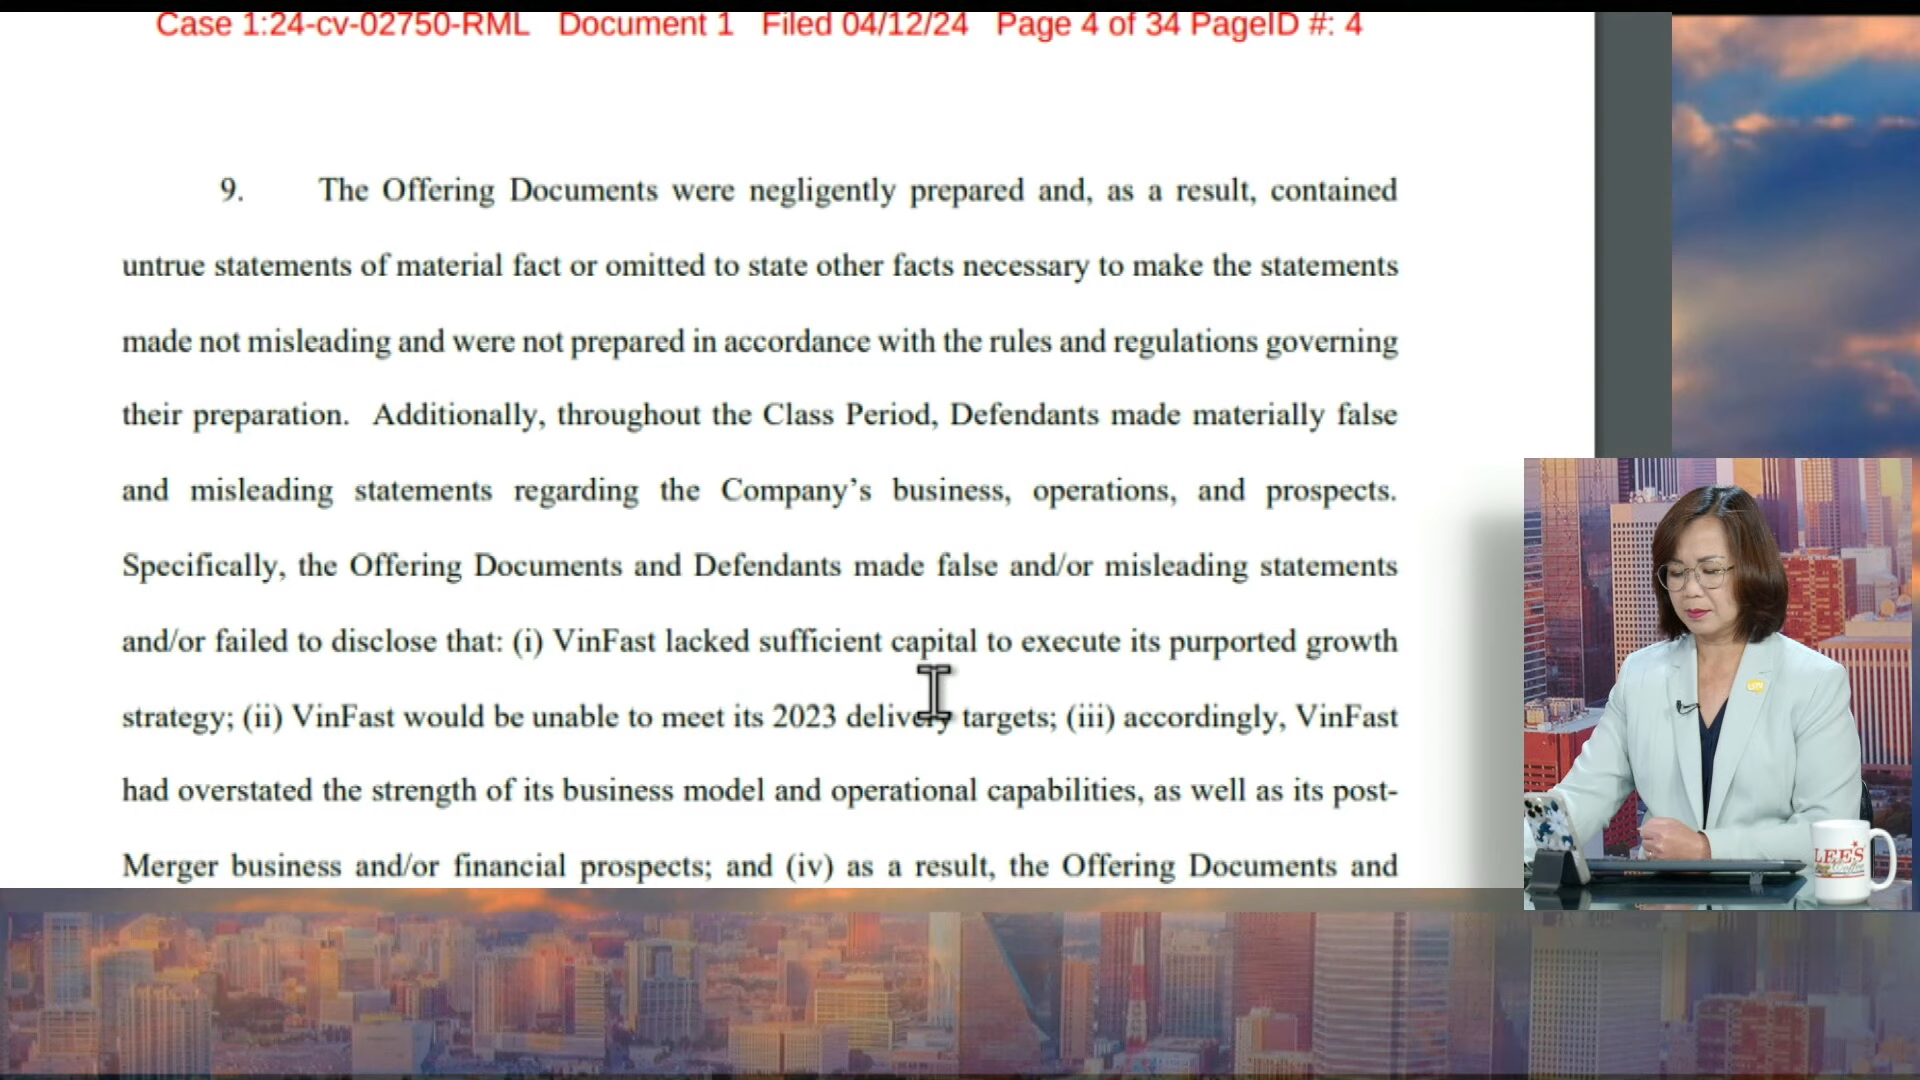 Case 1:24-cv-02750-RML Document 1 Filed 04/12/24 Page 4 of 34 PageID #: 4
9. The Offering Documents were negligently prepared and, as a result, contained
untrue statements of material fact or omitted to state other facts necessary to make the statements
made not misleading and were not prepared in accordance with the rules and regulations governing
their preparation. Additionally, throughout the Class Period, Defendants made materially false
and misleading statements regarding the Company’s business, operations, and prospects.
Specifically, the Offering Documents and Defendants made false and/or misleading statements
and/or failed to disclose that: (i) VinFast lacked sufficient capital to execute its purported growth
strategy; (ii) VinFast would be unable to meet its 2023 delivery targets; (iii) accordingly, VinFast
had overstated the strength of its business model and operational capabilities, as well as its post-
Merger business and/or financial prospects; and (iv) as a result, the Offering Documents and
LEE'S
Coffee